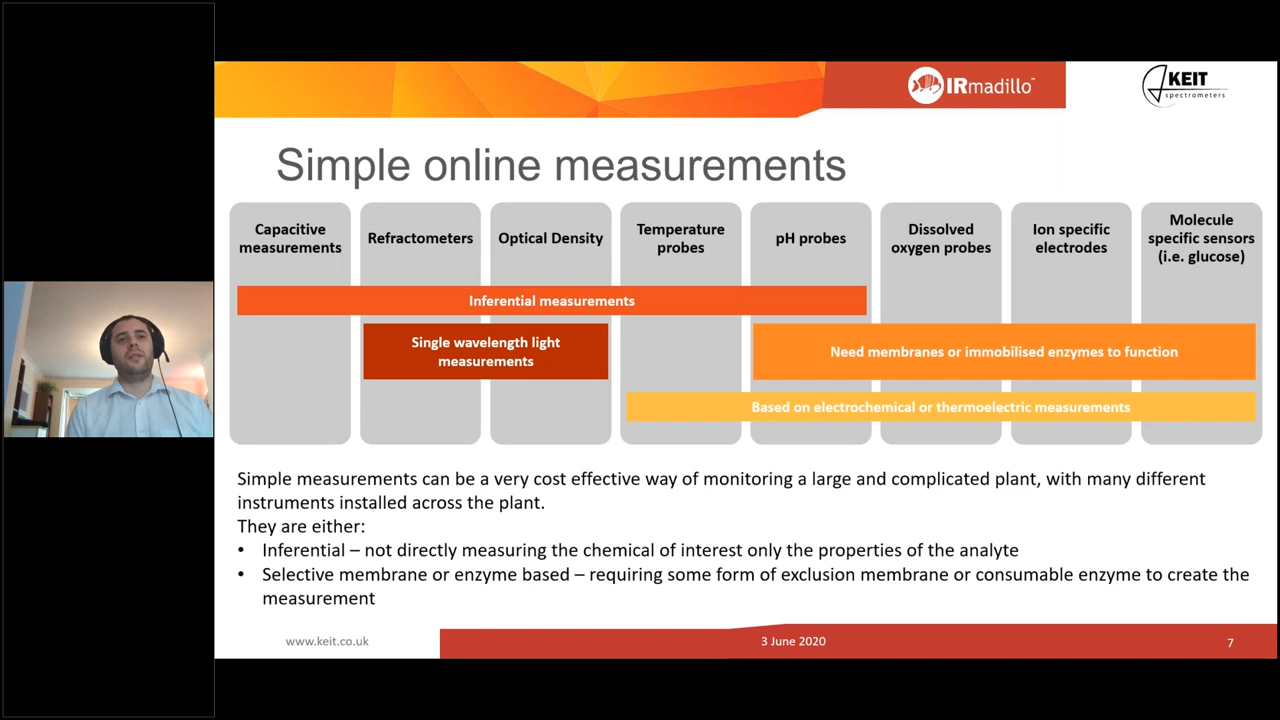 IRmadillo™
KEIT
spectrometers
Simple online measurements
Capacitive
measurements
Refractometers
Optical Density
Temperature
probes
pH probes
Dissolved
oxygen probes
Ion specific
electrodes
Molecule
specific sensors
(i.e. glucose)
Inferential measurements
Single wavelength light
measurements
Need membranes or immobilised enzymes to function
Based on electrochemical or thermoelectric measurements
Simple measurements can be a very cost effective way of monitoring a large and complicated plant, with many different
instruments installed across the plant.
They are either:
• Inferential – not directly measuring the chemical of interest only the properties of the analyte
• Selective membrane or enzyme based – requiring some form of exclusion membrane or consumable enzyme to create the
measurement
www.keit.co.uk
3 June 2020
7